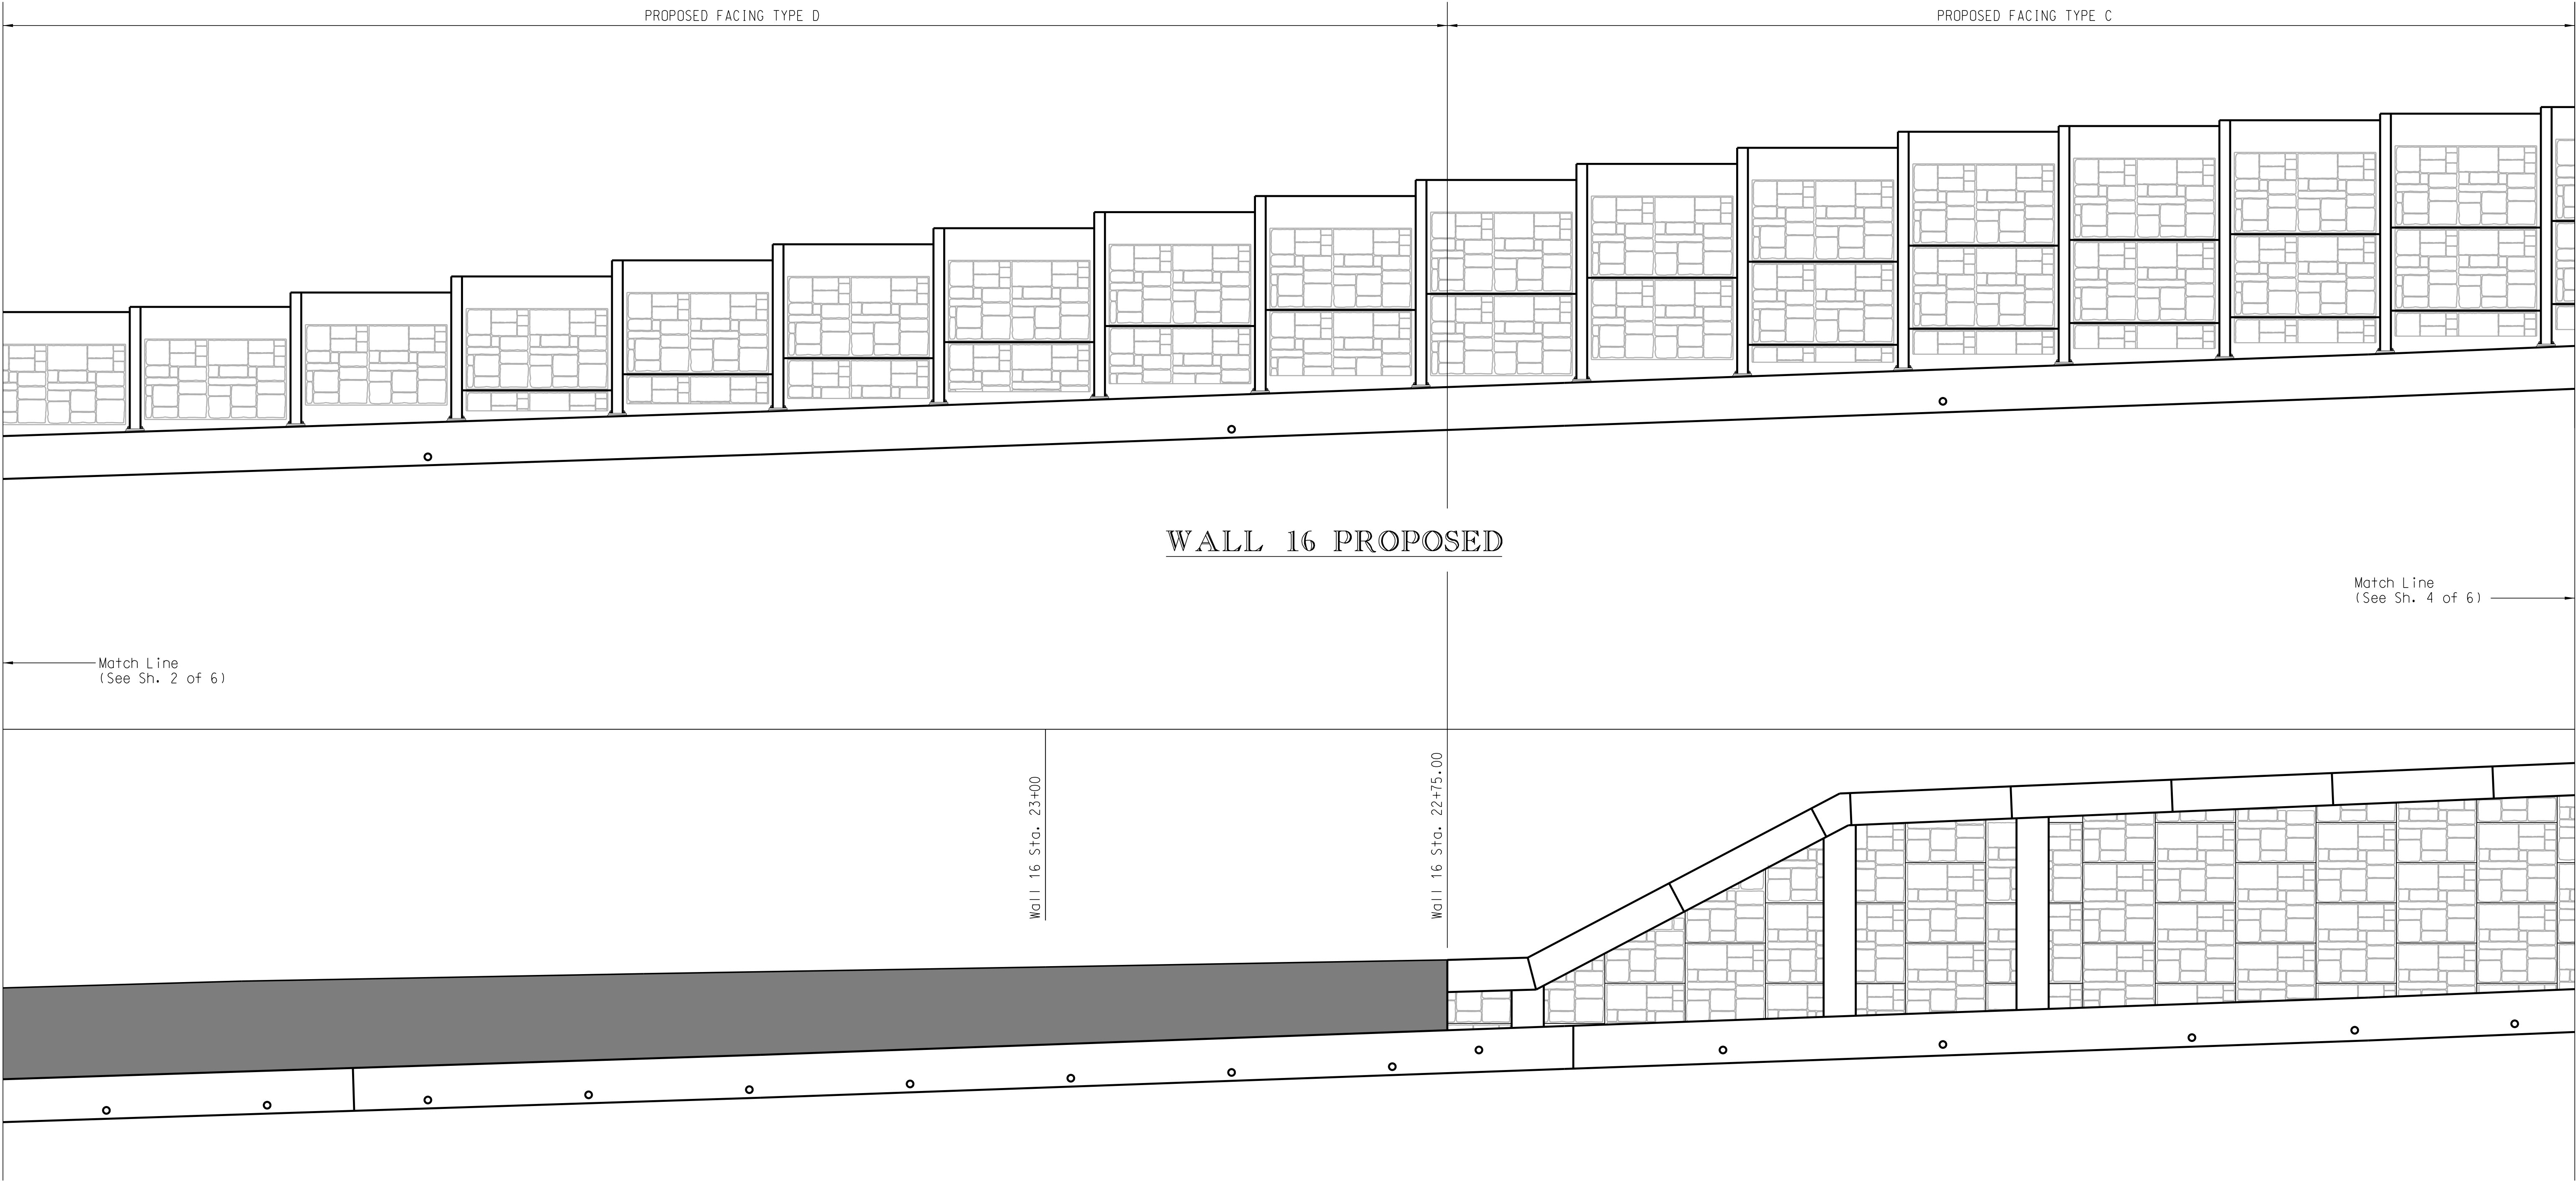 PROPOSED FACING TYPE D
PROPOSED FACING TYPE C
WALL 16 PROPOSED
Match Line
(See Sh. 4 of 6)
Match Line
(See Sh. 2 of 6)
Wall 16 Sta. 23+00
Wall 16 Sta. 22+75.00